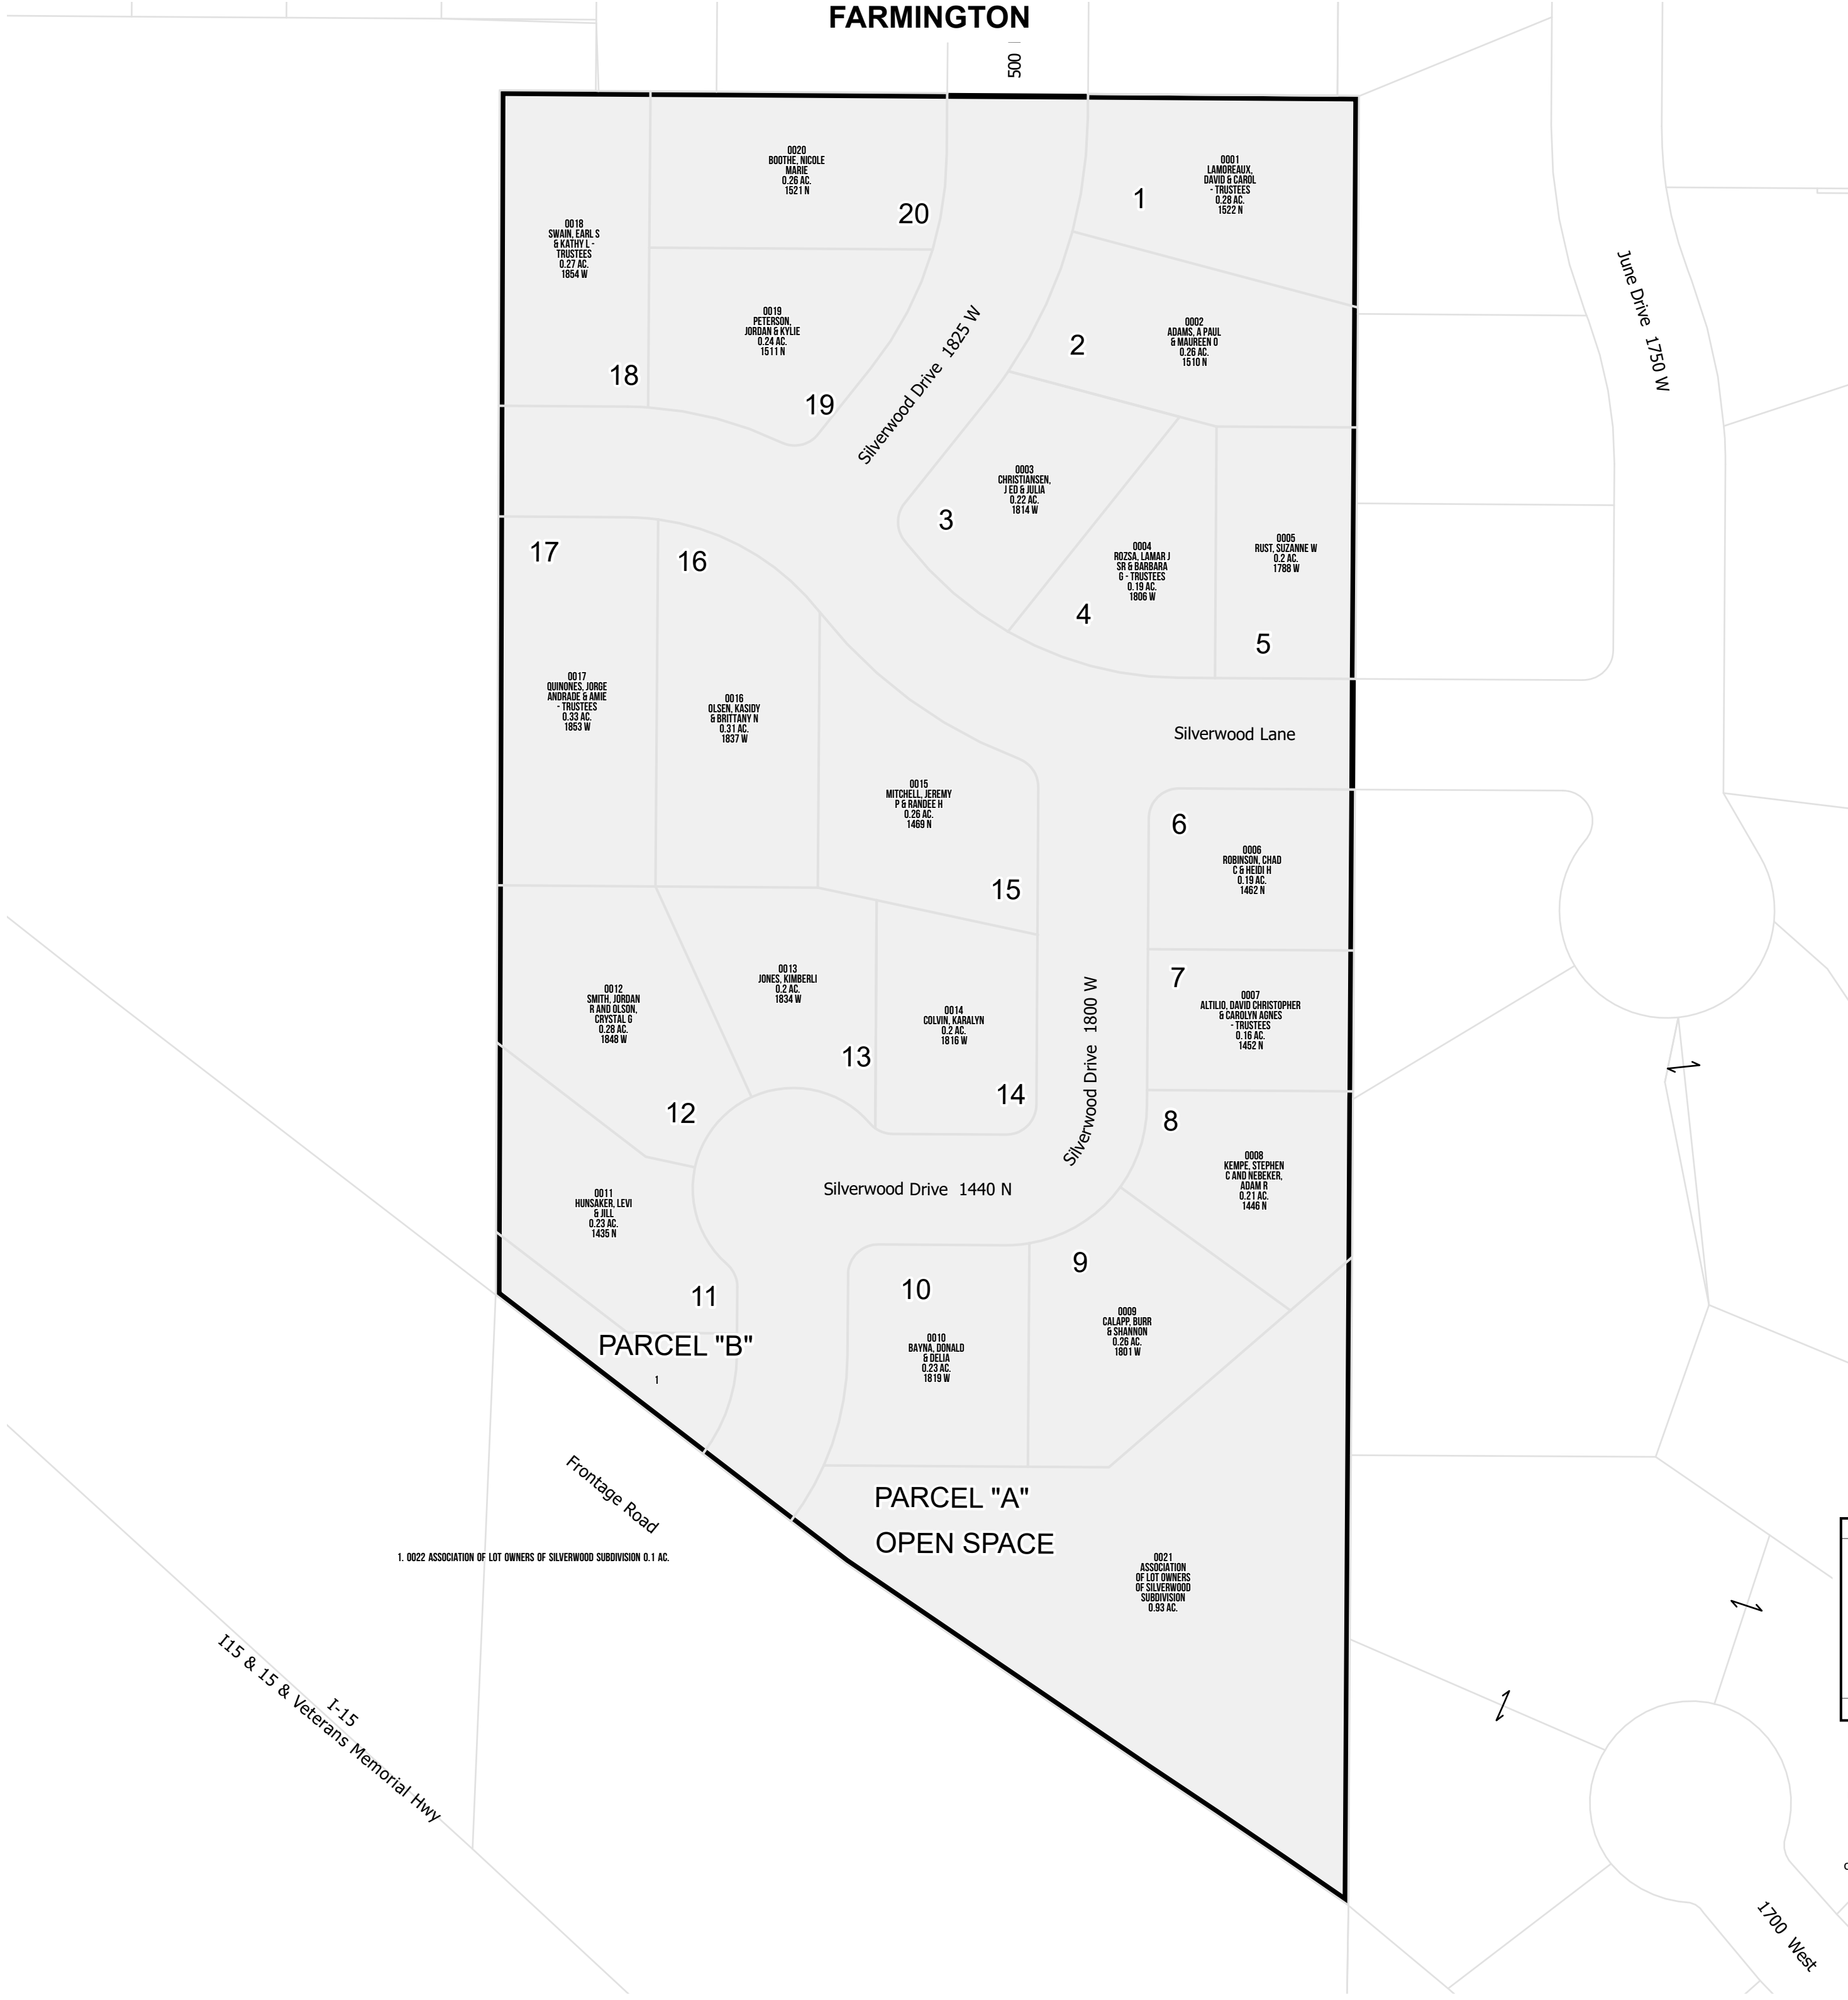 FARMINGTON
500
0020
BOOTHE, NICOLE
MARIE
0.26 AC.
1521 N
20
0001
LAMOREAUX,
DAVID & CAROL
- TRUSTEES
0.28 AC.
1522 N
1
0018
SWAIN, EARL S
& KATHY L -
TRUSTEES
0.27 AC.
1854 W
18
0019
PETERSON,
JORDAN & KYLIE
0.24 AC.
1511 N
19
Silverwood Drive 1825 W
2
0002
ADAMS, A PAUL
& MAUREEN O
0.26 AC.
1510 N
June Drive 1750 W
0003
CHRISTIANSEN,
J ED & JULIA
0.22 AC.
1814 W
3
0004
ROZSA, LAMAR J
SR & BARBARA
G - TRUSTEES
0.19 AC.
1806 W
4
0005
RUST, SUZANNE W
0.2 AC.
1788 W
5
17
16
0017
QUINONES, JORGE
ANDRADE & AMIE
- TRUSTEES
0.33 AC.
1853 W
0016
OLSEN, KASIDY
& BRITTANY N
0.31 AC.
1837 W
Silverwood Lane
0015
MITCHELL, JEREMY
P & RANDEE H
0.26 AC.
1469 N
15
6
0006
ROBINSON, CHAD
C & HEIDI H
0.19 AC.
1462 N
7
0007
ALTILIO, DAVID CHRISTOPHER
& CAROLYN AGNES
- TRUSTEES
0.16 AC.
1452 N
0012
SMITH, JORDAN
R AND OLSON,
CRYSTAL G
0.28 AC.
1848 W
12
0013
JONES, KIMBERLI
0.2 AC.
1834 W
13
0014
COLVIN, KARALYN
0.2 AC.
1816 W
14
Silverwood Drive 1800 W
8
0008
KEMPE, STEPHEN
C AND NEBEKER,
ADAM R
0.21 AC.
1446 N
Silverwood Drive 1440 N
0011
HUNSAKER, LEVI
& JILL
0.23 AC.
1435 N
11
10
0010
BAYNA, DONALD
& DELIA
0.23 AC.
1819 W
9
0009
CALAPP, BURR
& SHANNON
0.26 AC.
1801 W
PARCEL "B"
1
Frontage Road
PARCEL "A"
OPEN SPACE
1. 0022 ASSOCIATION OF LOT OWNERS OF SILVERWOOD SUBDIVISION 0.1 AC.
0021
ASSOCIATION
OF LOT OWNERS
OF SILVERWOOD
SUBDIVISION
0.93 AC.
I-15
I15 & 15 & Veterans Memorial Hwy
1700 West